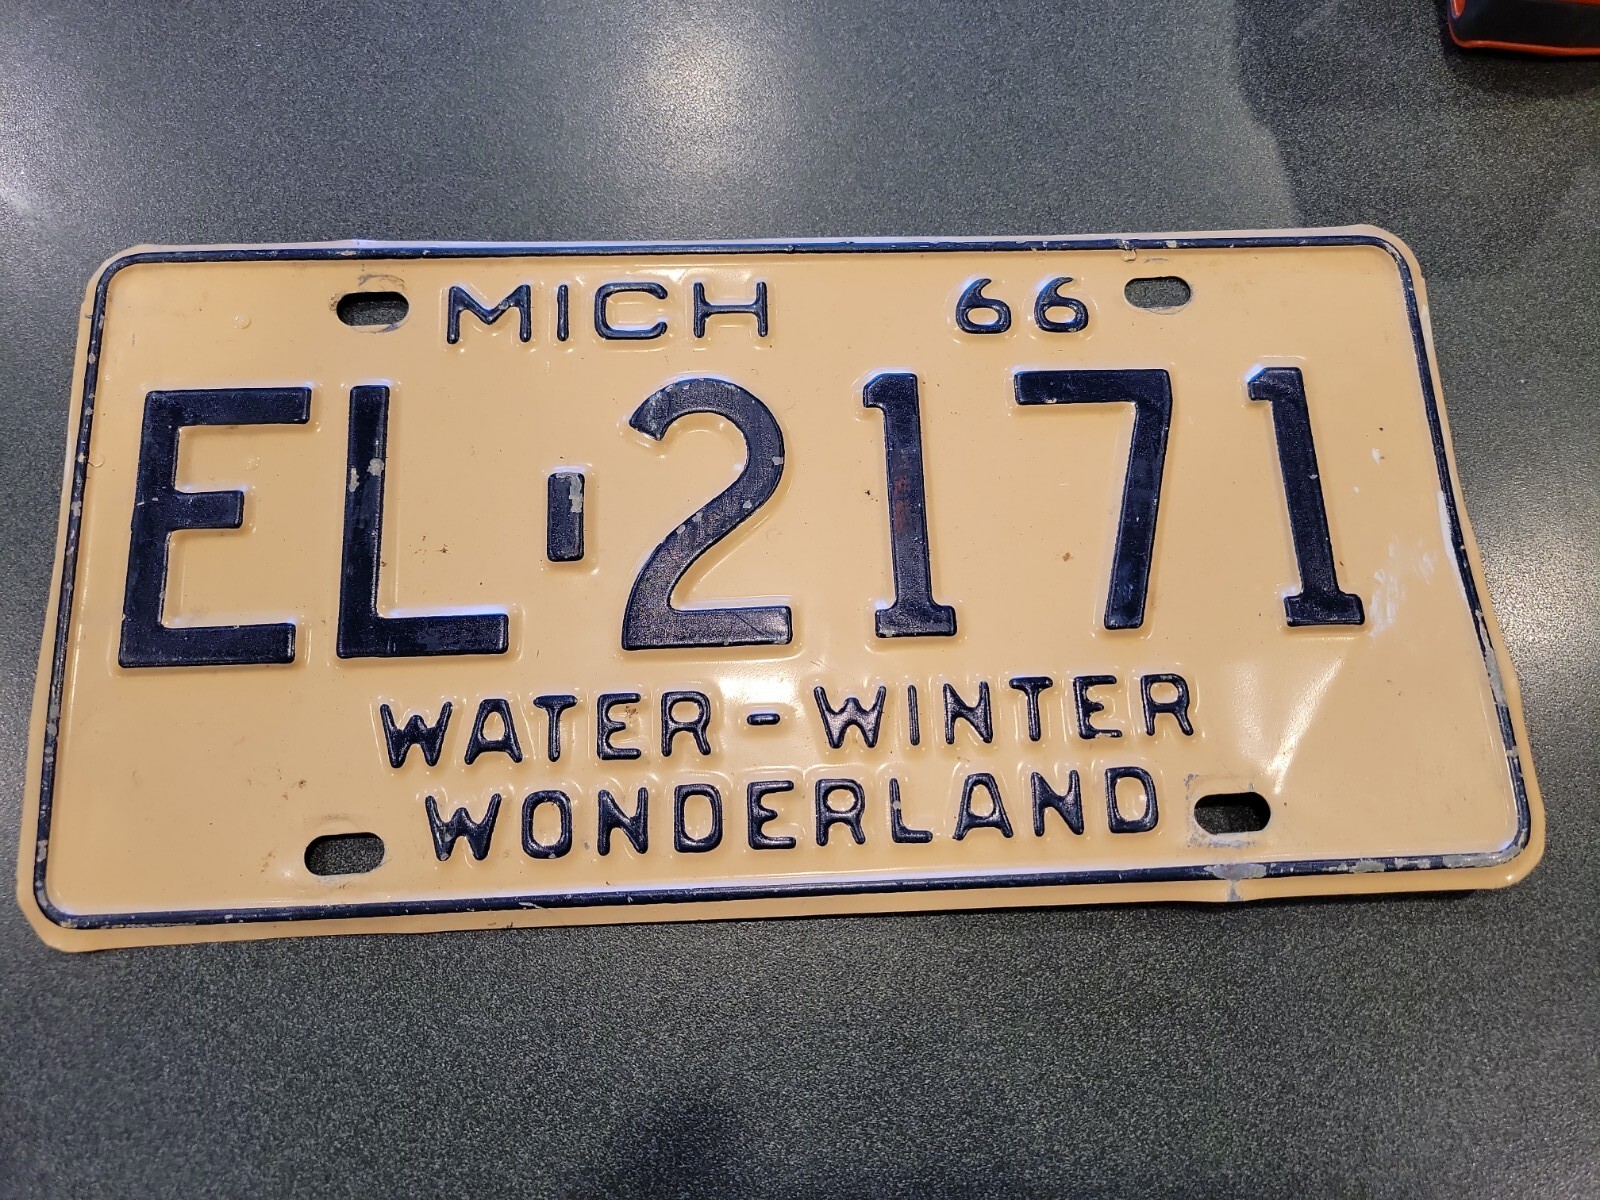 MICH 66
EL-2171
WATER-WINTER
WONDERLAND